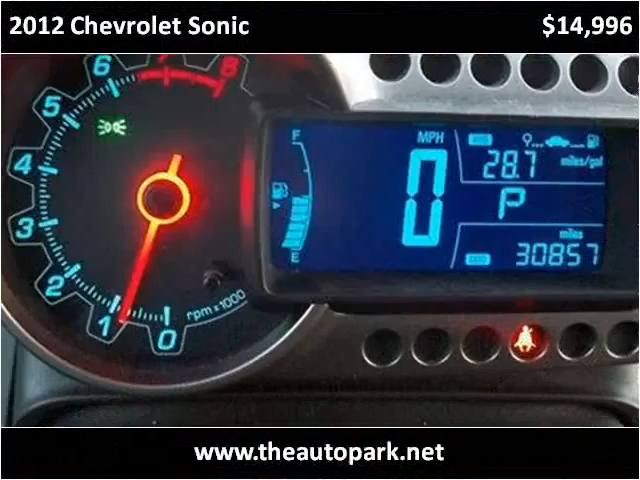 2012 Chevrolet Sonic $14,996
8
7
6
5
4
3
2
1
0
rpm x 1000
F
E
MPH
0
28.7 miles/gal
P
miles
30857
www.theautopark.net